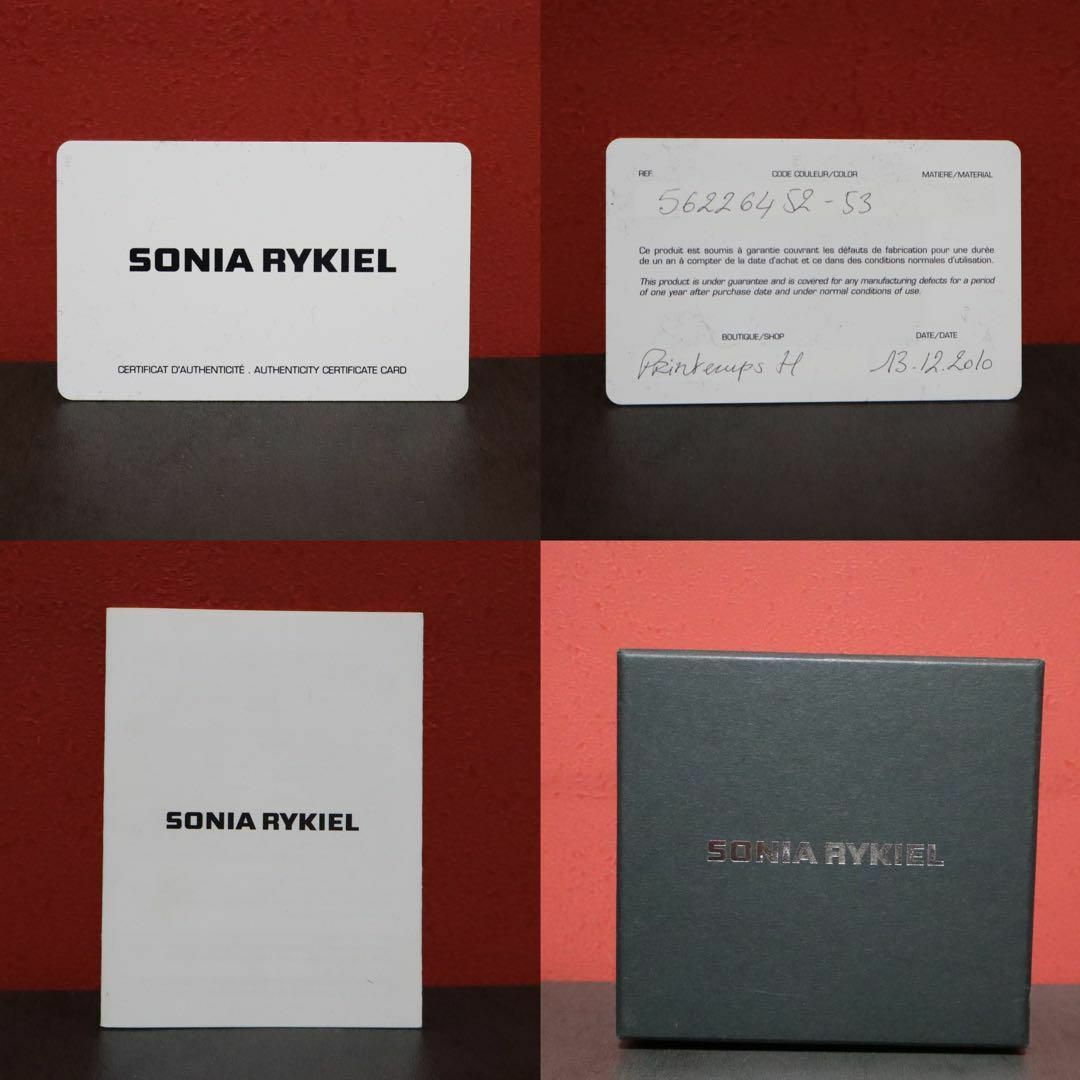 SONIA RYKIEL
CERTIFICAT D'AUTHENTICITÉ . AUTHENTICITY CERTIFICATE CARD
REF. CODE COULEUR/COLOR MATIERE/MATERIAL
56226452-53
Ce produit est soumis à garantie couvrant les défauts de fabrication pour une durée
de un an à compter de la date d'achat et ce dans des conditions normales d'utilisation.
This product is under guarantee and is covered for any manufacturing defects for a period
of one year after purchase date and under normal conditions of use.
BOUTIQUE/SHOP DATE/DATE
Printemps H 13.12.2010
SONIA RYKIEL
SONIA RYKIEL